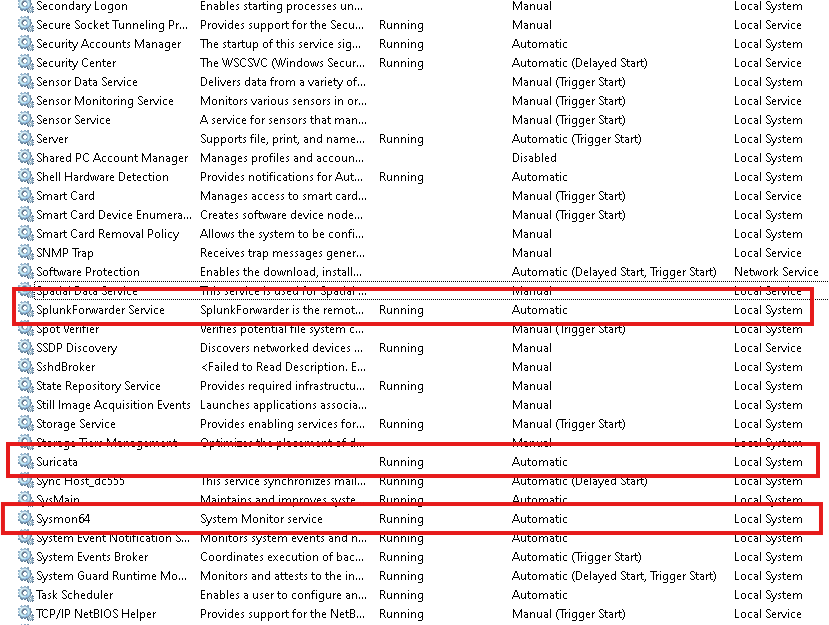 Secondary Logon Enables starting processes un... Manual Local System
Secure Socket Tunneling Pr... Provides support for the Secu... Running Manual Local Service
Security Accounts Manager The startup of this service sig... Running Automatic Local System
Security Center The WSCSVC (Windows Secur... Running Automatic (Delayed Start) Local Service
Sensor Data Service Delivers data from a variety of... Manual (Trigger Start) Local System
Sensor Monitoring Service Monitors various sensors in or... Manual (Trigger Start) Local Service
Sensor Service A service for sensors that man... Manual (Trigger Start) Local System
Server Supports file, print, and name... Running Automatic (Trigger Start) Local System
Shared PC Account Manager Manages profiles and accoun... Disabled Local System
Shell Hardware Detection Provides notifications for Aut... Running Automatic Local System
Smart Card Manages access to smart card... Manual (Trigger Start) Local Service
Smart Card Device Enumera... Creates software device node... Manual (Trigger Start) Local System
Smart Card Removal Policy Allows the system to be confi... Manual Local System
SNMP Trap Receives trap messages gener... Manual Local Service
Software Protection Enables the download, install... Automatic (Delayed Start, Trigger Start) Network Service
Spatial Data Service This service is used for Spatial ... Manual Local Service
SplunkForwarder Service SplunkForwarder is the remot... Running Automatic Local System
Spot Verifier Verifies potential file system c... Manual (Trigger Start) Local System
SSDP Discovery Discovers networked devices ... Running Manual Local Service
SshdBroker <Failed to Read Description. E... Manual Local System
State Repository Service Provides required infrastructu... Running Manual Local System
Still Image Acquisition Events Launches applications associa... Manual Local System
Storage Service Provides enabling services for... Running Manual (Trigger Start) Local System
Storage Tiers Management Optimizes the placement of d... Manual Local System
Suricata Running Automatic Local System
Sync Host_dc555 This service synchronizes mail... Running Automatic (Delayed Start) Local System
SysMain Maintains and improves syste... Running Automatic Local System
Sysmon64 System Monitor service Running Automatic Local System
System Event Notification S... Monitors system events and n... Running Automatic Local System
System Events Broker Coordinates execution of bac... Running Automatic (Trigger Start) Local System
System Guard Runtime Mo... Monitors and attests to the in... Running Automatic (Delayed Start, Trigger Start) Local System
Task Scheduler Enables a user to configure an... Running Automatic Local System
TCP/IP NetBIOS Helper Provides support for the NetB... Running Manual (Trigger Start) Local Service